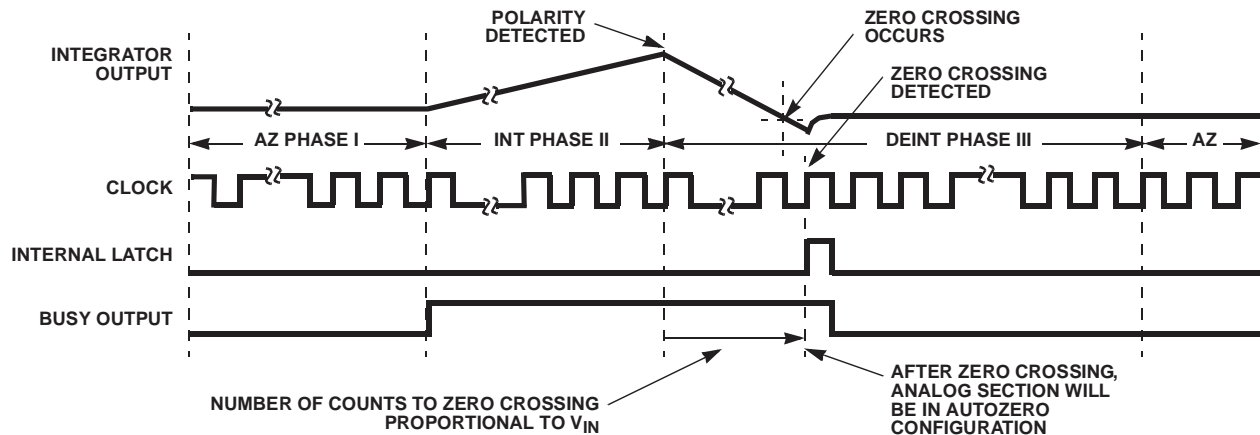 POLARITY
DETECTED
ZERO CROSSING
OCCURS
INTEGRATOR
OUTPUT
ZERO CROSSING
DETECTED
AZ PHASE I
INT PHASE II
DEINT PHASE III
AZ
CLOCK
INTERNAL LATCH
BUSY OUTPUT
NUMBER OF COUNTS TO ZERO CROSSING
PROPORTIONAL TO VIN
AFTER ZERO CROSSING,
ANALOG SECTION WILL
BE IN AUTOZERO
CONFIGURATION